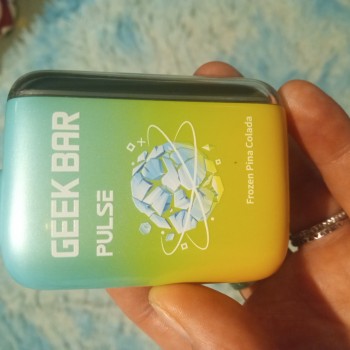 GEEK BAR
PULSE
Frozen Pina Colada